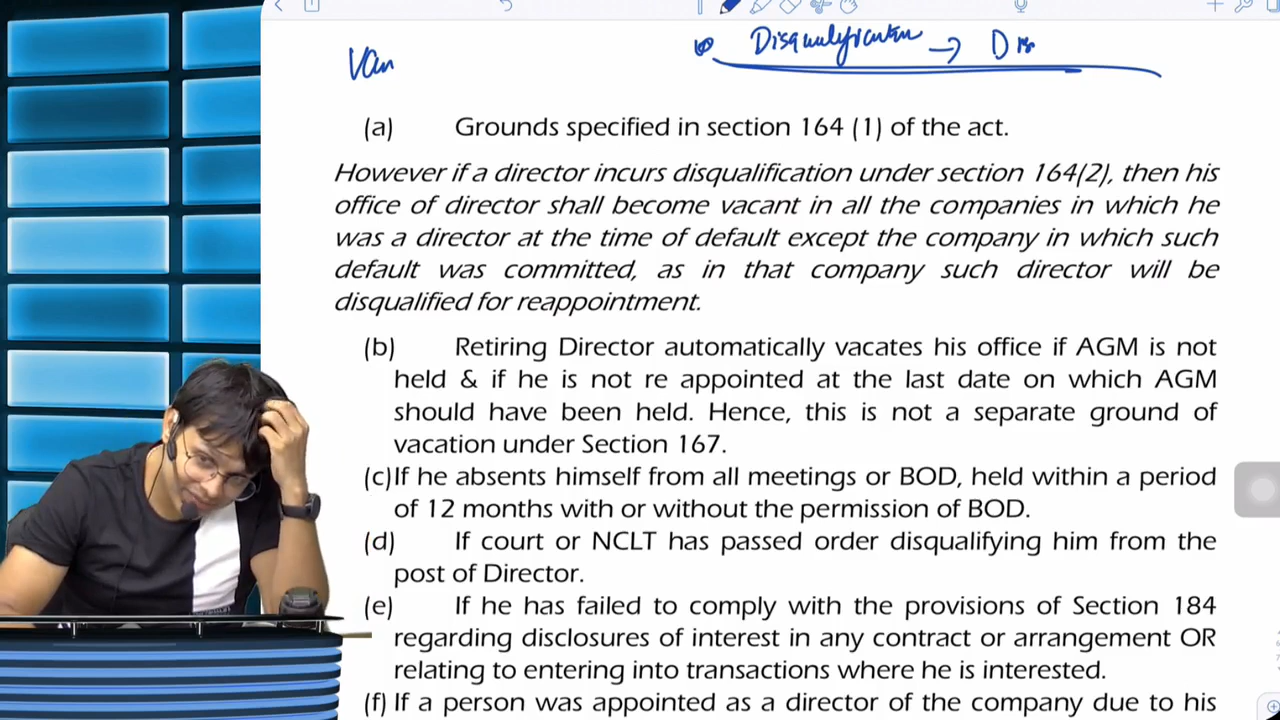 Disqualification → Dis
Van
(a) Grounds specified in section 164 (1) of the act.
However if a director incurs disqualification under section 164(2), then his
office of director shall become vacant in all the companies in which he
was a director at the time of default except the company in which such
default was committed, as in that company such director will be
disqualified for reappointment.
(b) Retiring Director automatically vacates his office if AGM is not
held & if he is not re appointed at the last date on which AGM
should have been held. Hence, this is not a separate ground of
vacation under Section 167.
(c)If he absents himself from all meetings or BOD, held within a period
of 12 months with or without the permission of BOD.
(d) If court or NCLT has passed order disqualifying him from the
post of Director.
(e) If he has failed to comply with the provisions of Section 184
regarding disclosures of interest in any contract or arrangement OR
relating to entering into transactions where he is interested.
(f) If a person was appointed as a director of the company due to his